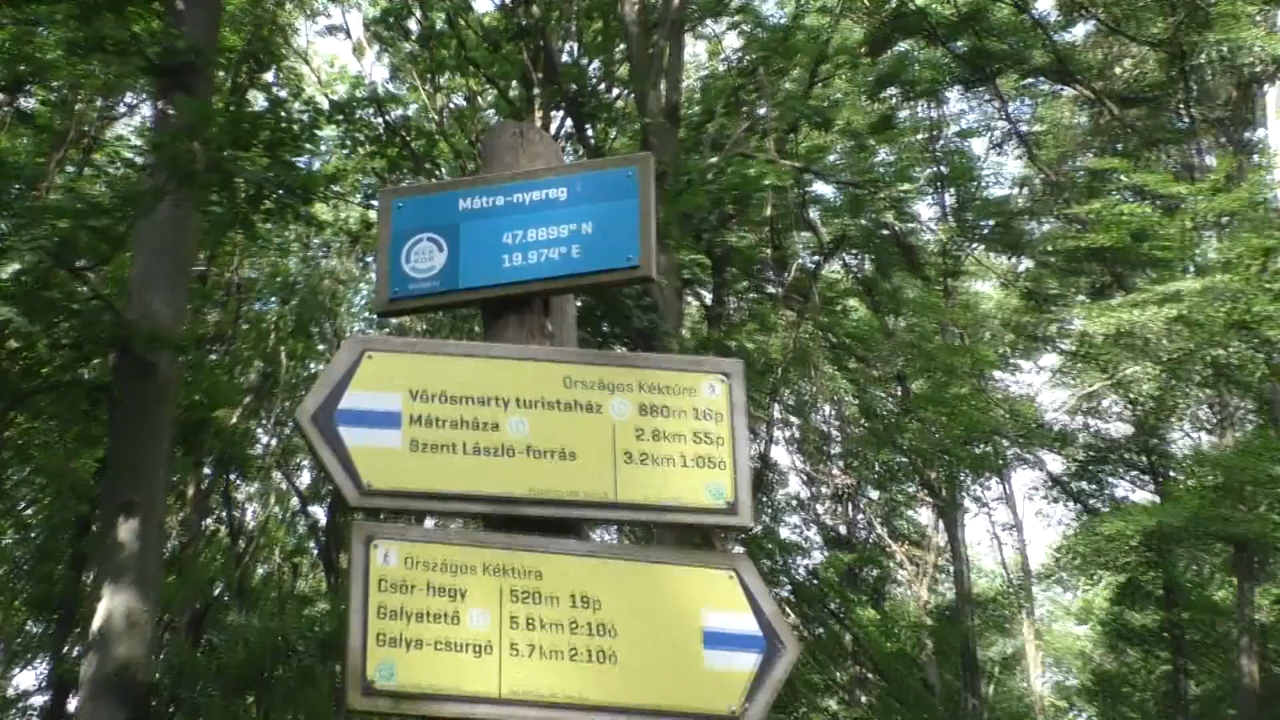 Mátra-nyereg
47.8899° N
19.974° E
KÉK
KÖR
Országos Kéktúra
Vörösmarty turistaház 880m 16p
Mátraháza 2.8km 55p
Szent László-forrás 3.2km 1:05ó
Országos Kéktúra
Csór-hegy 520m 19p
Galyatető 5.6km 2:10ó
Galya-csurgó 5.7km 2:10ó